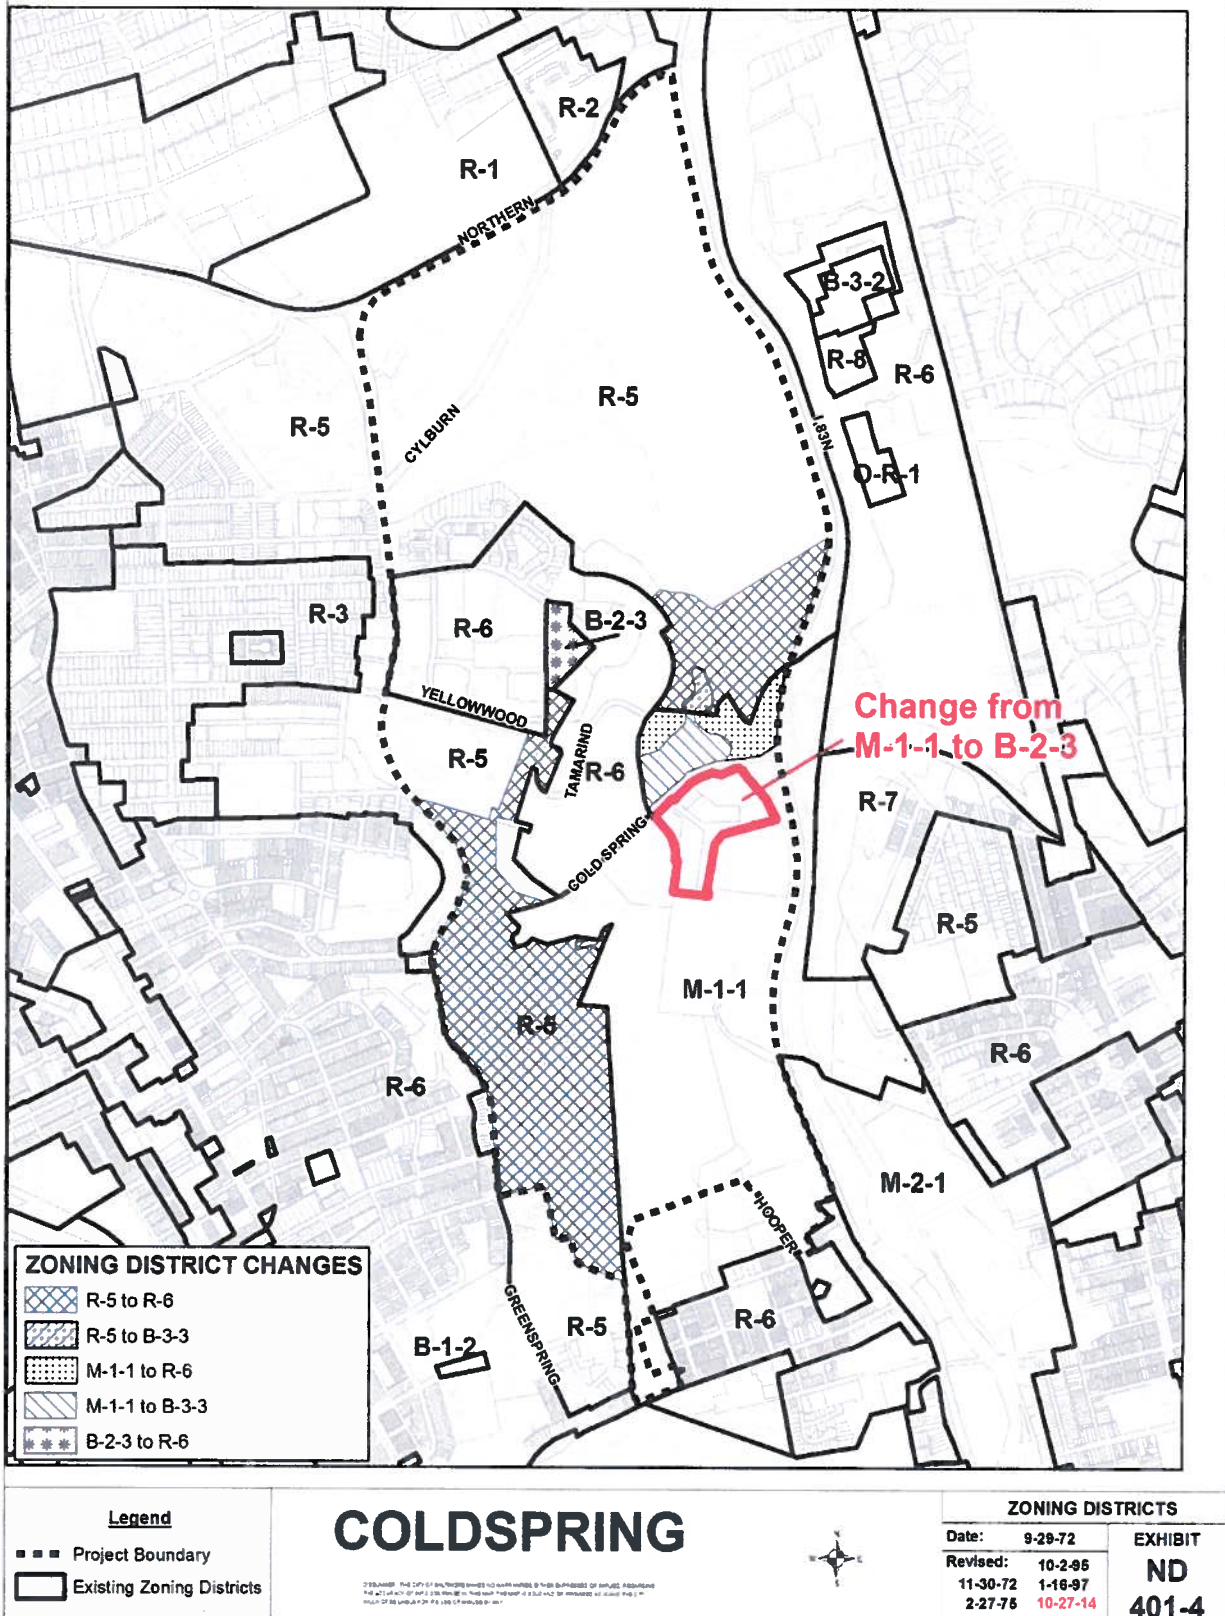 R-2
R-1
NORTHERN
B-3-2
R-8
R-6
R-5
R-5
CYLBURN
I.83N
O-R-1
R-3
R-6
B-2-3
YELLOWWOOD
R-5
TAMARIND
R-6
Change from
M-1-1 to B-2-3
R-7
COLDSPRING
R-5
M-1-1
R-5
R-6
R-6
M-2-1
HOOPER
GREENSPRING
R-5
R-6
B-1-2
ZONING DISTRICT CHANGES
R-5 to R-6
R-5 to B-3-3
M-1-1 to R-6
M-1-1 to B-3-3
B-2-3 to R-6
Legend
Project Boundary
Existing Zoning Districts
COLDSPRING
N
E
ZONING DISTRICTS
Date: 9-29-72
Revised: 10-2-95
11-30-72 1-16-97
2-27-75 10-27-14
EXHIBIT
ND
401-4